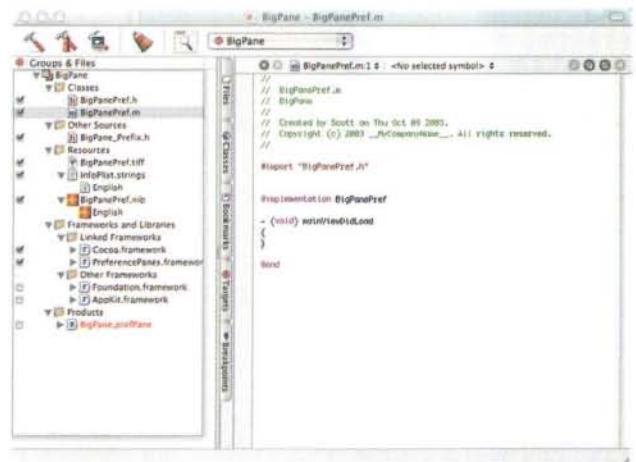 BigPane - BigPanePref.m
BigPane
Groups & Files
BigPane
Classes
BigPanePref.h
BigPanePref.m
Other Sources
BigPane_Prefix.h
Resources
BigPanePref.tiff
InfoPlist.strings
English
BigPanePref.nib
English
Frameworks and Libraries
Linked Frameworks
Cocoa.framework
PreferencePanes.framewor
Other Frameworks
Foundation.framework
AppKit.framework
Products
BigPane.prefPane
Files
Classes
Bookmarks
Targets
Breakpoints
BigPanePref.m:1 <No selected symbol>
//
// BigPanePref.m
// BigPane
//
// Created by Scott on Thu Oct 09 2003.
// Copyright (c) 2003 __MyCompanyName__. All rights reserved.
//
#import "BigPanePref.h"
@implementation BigPanePref
- (void) mainViewDidLoad
{
}
@end